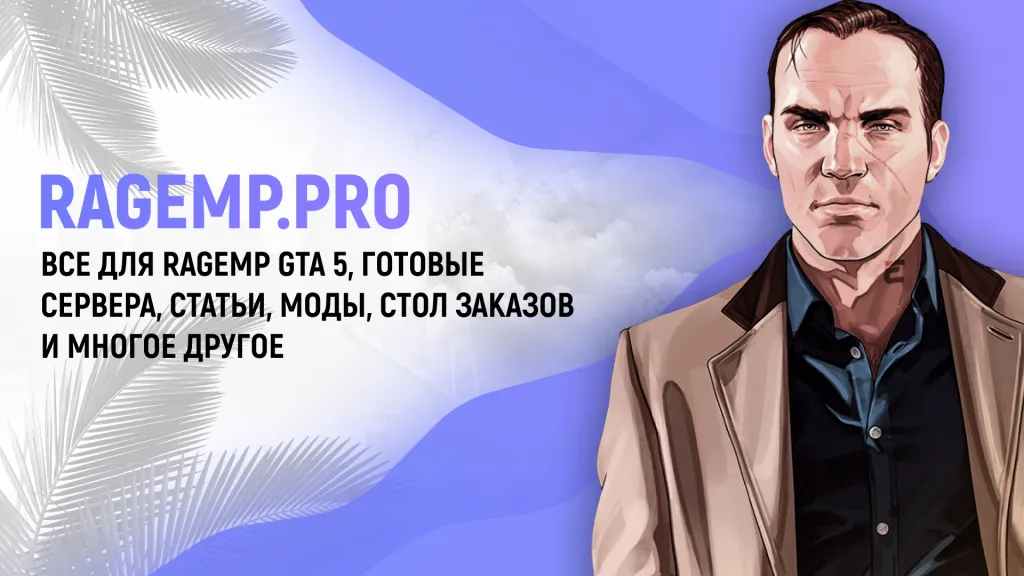 RAGEMP.PRO
ВСЕ ДЛЯ RAGEMP GTA 5, ГОТОВЫЕ
СЕРВЕРА, СТАТЬИ, МОДЫ, СТОЛ ЗАКАЗОВ
И МНОГОЕ ДРУГОЕ